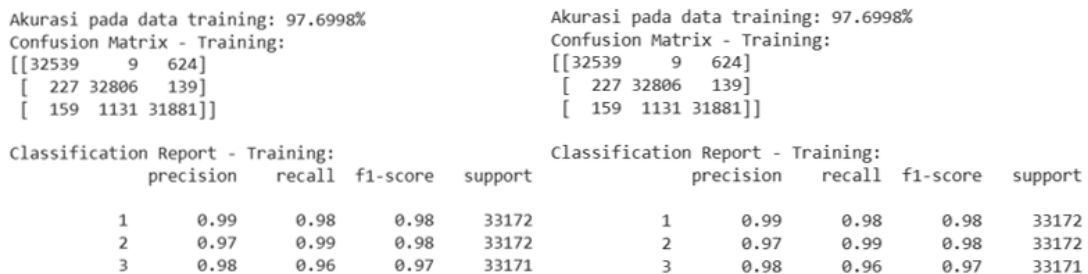 Akurasi pada data training: 97.6998%
Confusion Matrix - Training:
[[32539     9   624]
 [  227 32806   139]
 [  159  1131 31881]]
Classification Report - Training:
precision    recall  f1-score   support
1       0.99      0.98      0.98     33172
2       0.97      0.99      0.98     33172
3       0.98      0.96      0.97     33171
Akurasi pada data training: 97.6998%
Confusion Matrix - Training:
[[32539     9   624]
 [  227 32806   139]
 [  159  1131 31881]]
Classification Report - Training:
precision    recall  f1-score   support
1       0.99      0.98      0.98     33172
2       0.97      0.99      0.98     33172
3       0.98      0.96      0.97     33171